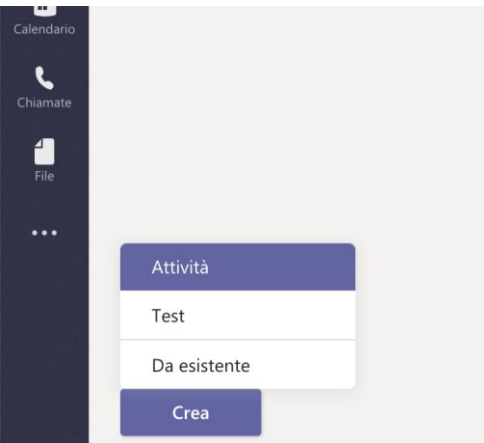 Calendario
Chiamate
File
Attività
Test
Da esistente
Crea